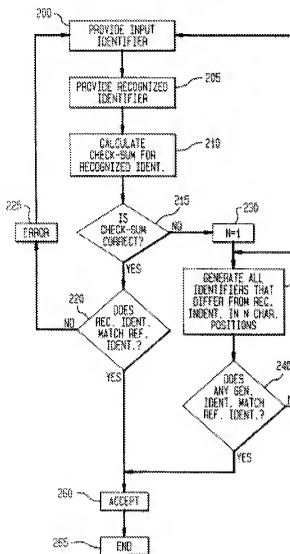 200
PROVIDE INPUT
IDENTIFIER
PROVIDE RECOGNIZED
IDENTIFIER
205
CALCULATE
CHECK-SUM FOR
RECOGNIZED IDENT.
210
215
IS
CHECK-SUM
CORRECT?
NO
YES
225
ERROR
230
N=1
220
DOES
REC. IDENT.
MATCH REF.
IDENT.?
NO
YES
GENERATE ALL
IDENTIFIERS THAT
DIFFER FROM REC.
INDENT. IN N CHAR.
POSITIONS
240
DOES
ANY GEN.
IDENT. MATCH
REF. IDENT.?
YES
260
ACCEPT
265
END